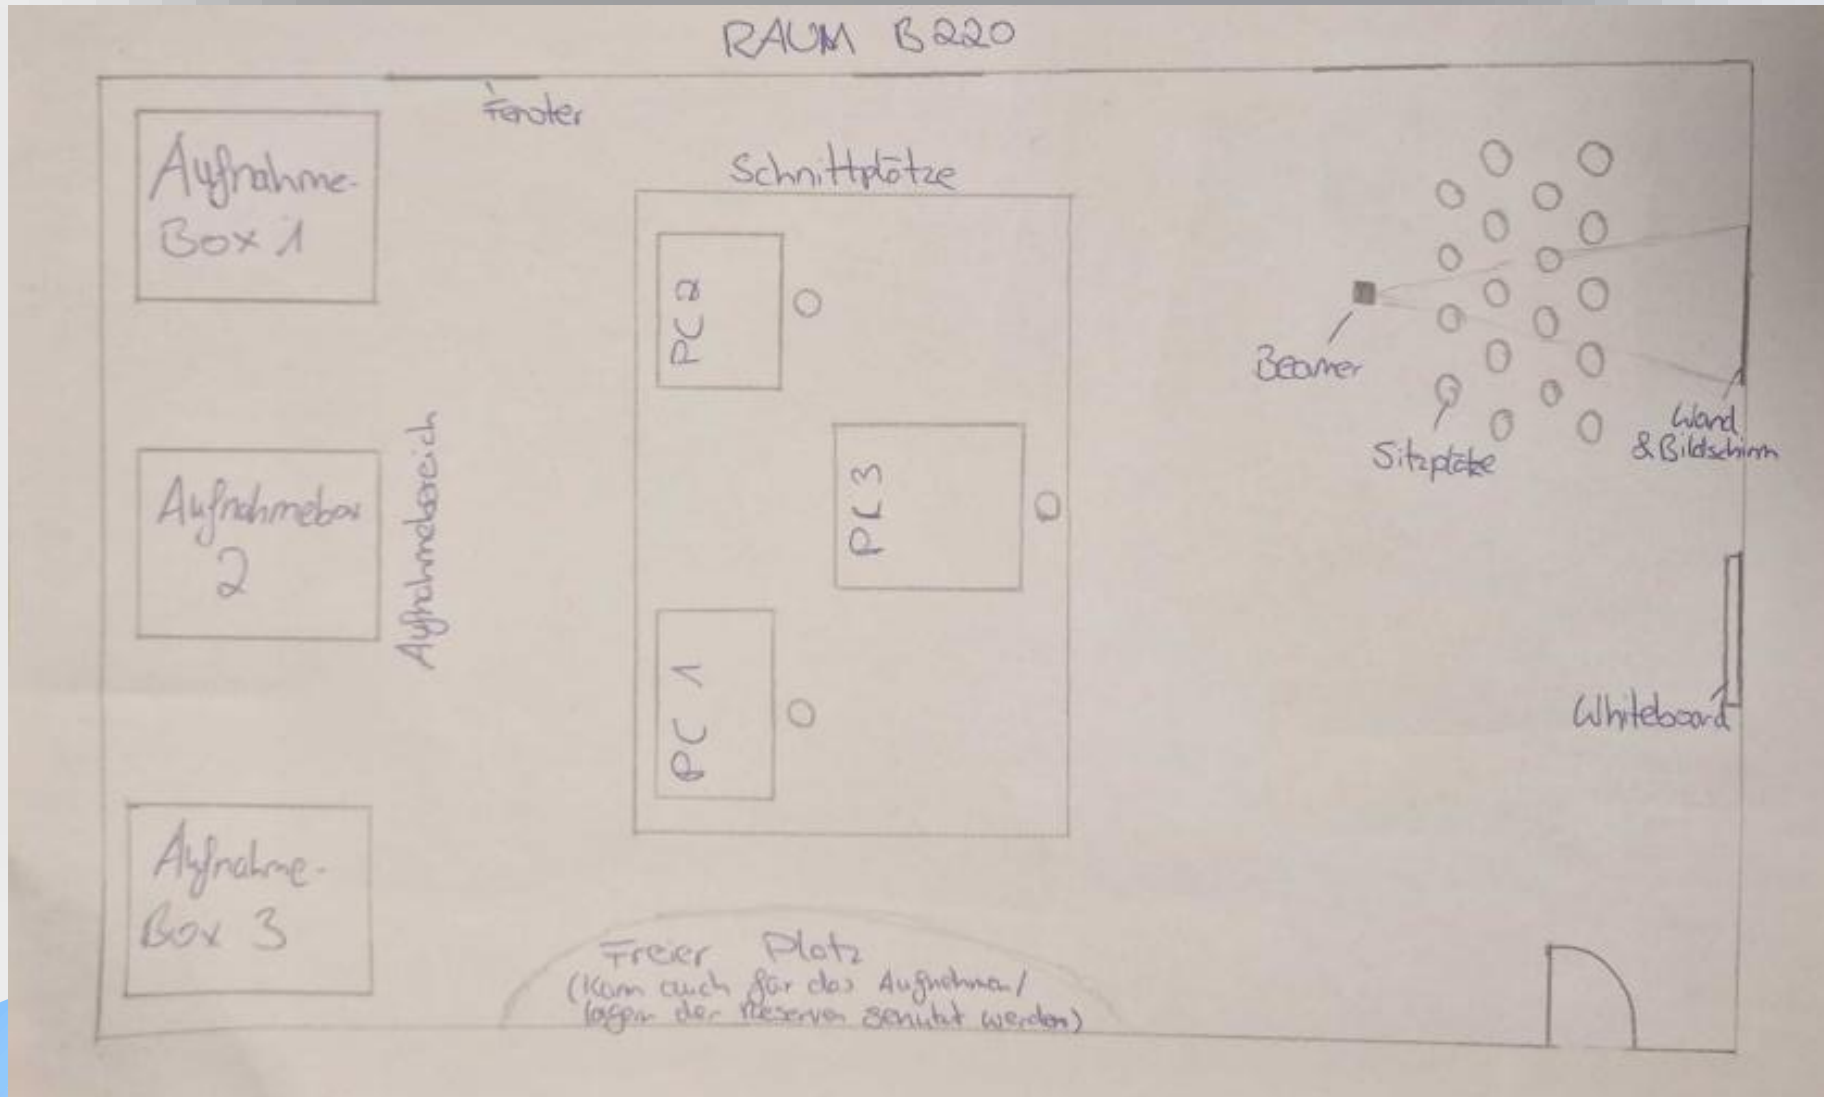 RAUM B220
Fenster
Aufnahme-
Box 1
Schnittplätze
PC 2
Beamer
Sitzplätze
Wand
& Bildschirm
Aufnahmebox
2
Aufnahmebereich
PC 3
PC 1
Whiteboard
Aufnahme-
Box 3
Freier Platz
(Kann auch für das Aufnehmen/
lagern der Reserven genutzt werden)